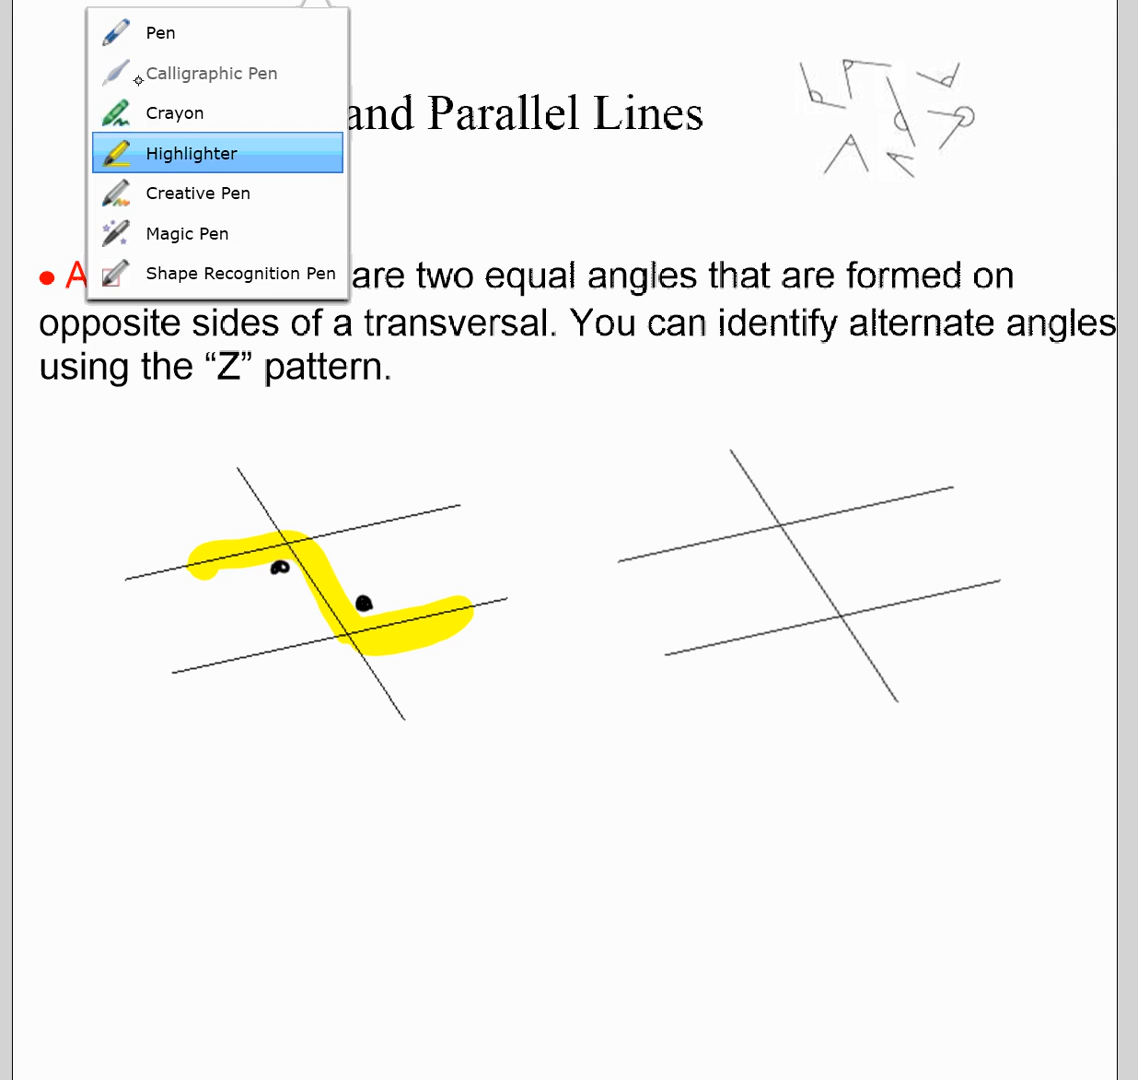 Pen
Calligraphic Pen
Crayon
Highlighter
Creative Pen
Magic Pen
Shape Recognition Pen
and Parallel Lines
• A are two equal angles that are formed on
opposite sides of a transversal. You can identify alternate angles
using the “Z” pattern.